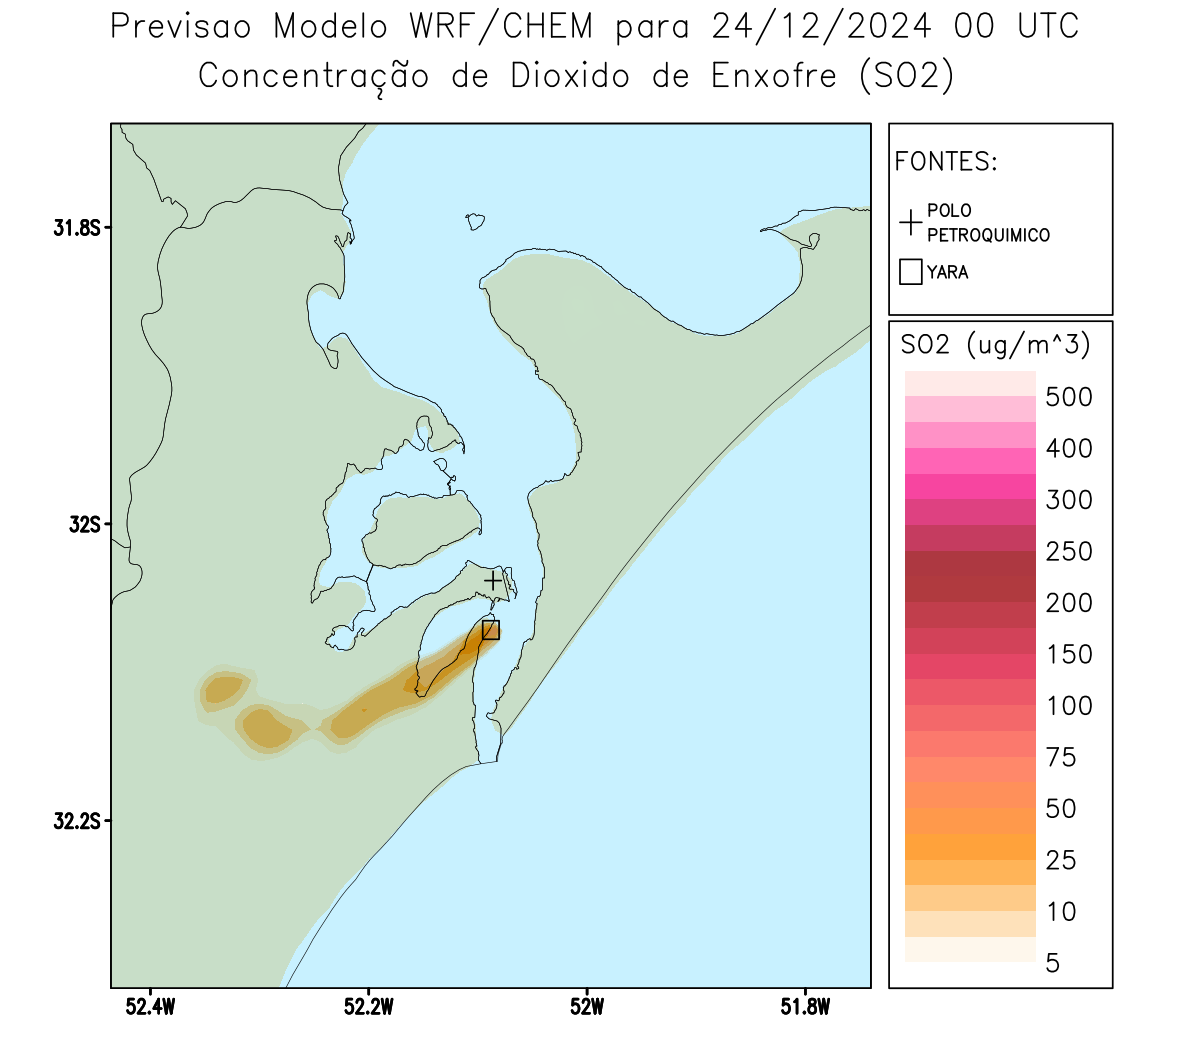 Previsao Modelo WRF/CHEM para 24/12/2024 00 UTC
Concentração de Dioxido de Enxofre (SO2)
FONTES:
POLO
PETROQUIMICO
YARA
31.8S
32S
32.2S
52.4W
52.2W
52W
51.8W
SO2 (ug/m^3)
500
400
300
250
200
150
100
75
50
25
10
5